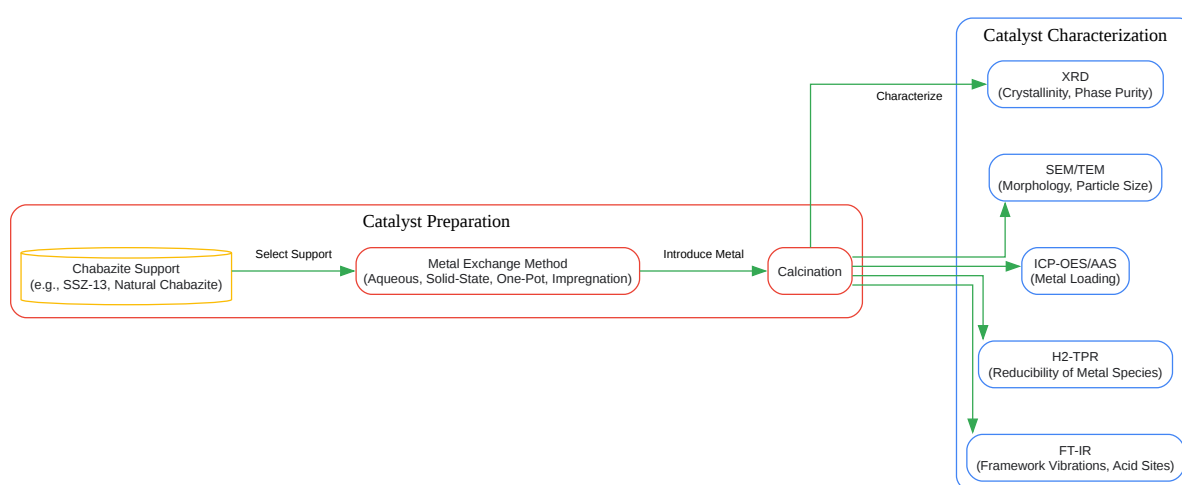 Catalyst Characterization
XRD
(Crystallinity, Phase Purity)
Characterize
SEM/TEM
(Morphology, Particle Size)
Catalyst Preparation
Chabazite Support
(e.g., SSZ-13, Natural Chabazite)
Select Support
Metal Exchange Method
(Aqueous, Solid-State, One-Pot, Impregnation)
Introduce Metal
Calcination
ICP-OES/AAS
(Metal Loading)
H2-TPR
(Reducibility of Metal Species)
FT-IR
(Framework Vibrations, Acid Sites)